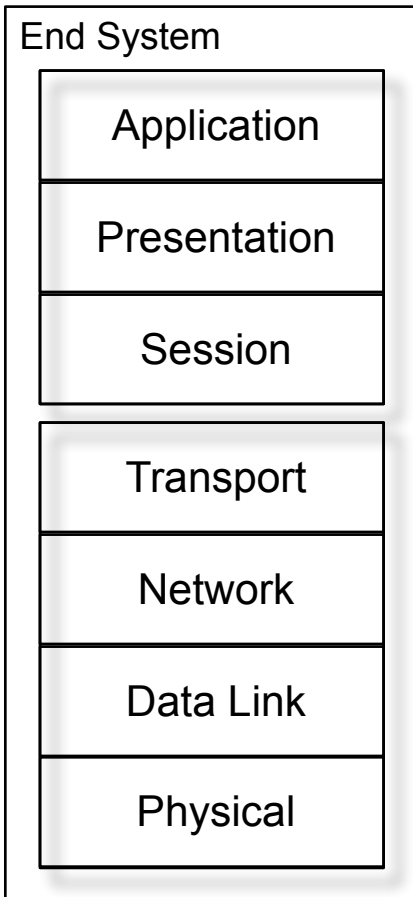 End System
Application
Presentation
Session
Transport
Network
Data Link
Physical